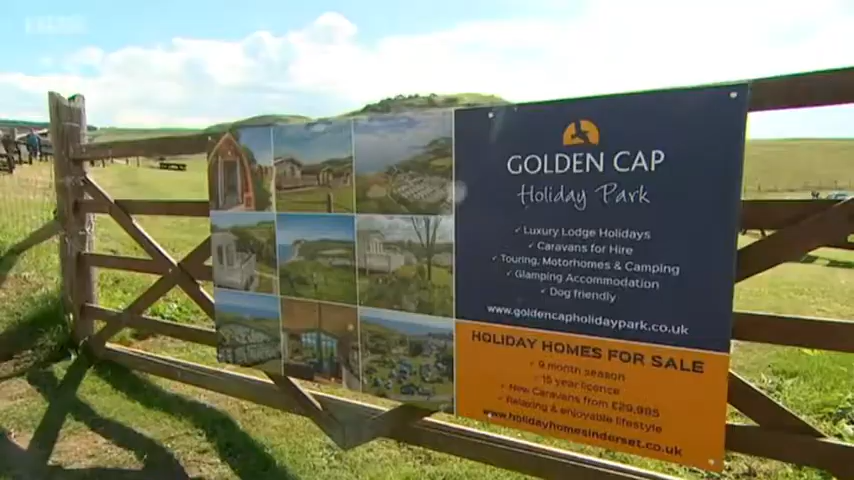 GOLDEN CAP
Holiday Park
✓ Luxury Lodge Holidays
✓ Caravans for Hire
✓ Touring, Motorhomes & Camping
✓ Glamping Accommodation
✓ Dog friendly
www.goldencapholidaypark.co.uk
HOLIDAY HOMES FOR SALE
✓ 9 month season
✓ 15 year licence
✓ New Caravans from £29,995
✓ Relaxing & enjoyable lifestyle
www.holidayhomesindorset.co.uk